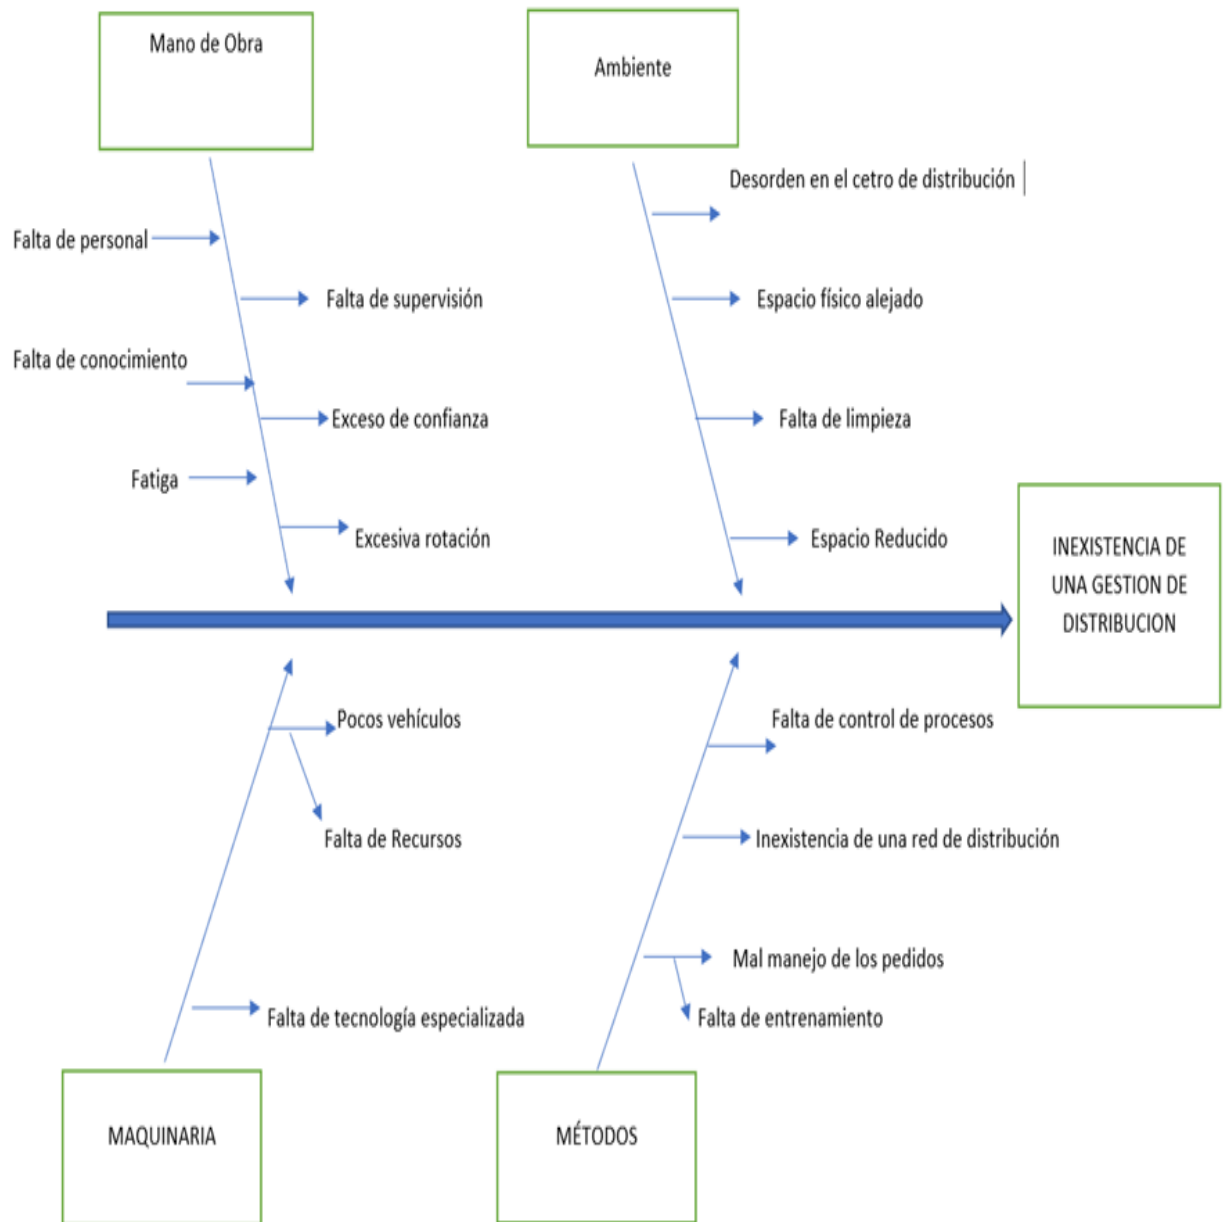 Mano de Obra
Ambiente
Desorden en el cetro de distribución
Falta de personal
Falta de supervisión
Espacio físico alejado
Falta de conocimiento
Exceso de confianza
Falta de limpieza
Fatiga
Excesiva rotación
Espacio Reducido
INEXISTENCIA DE
UNA GESTION DE
DISTRIBUCION
Pocos vehículos
Falta de control de procesos
Falta de Recursos
Inexistencia de una red de distribución
Mal manejo de los pedidos
Falta de tecnología especializada
Falta de entrenamiento
MAQUINARIA
MÉTODOS